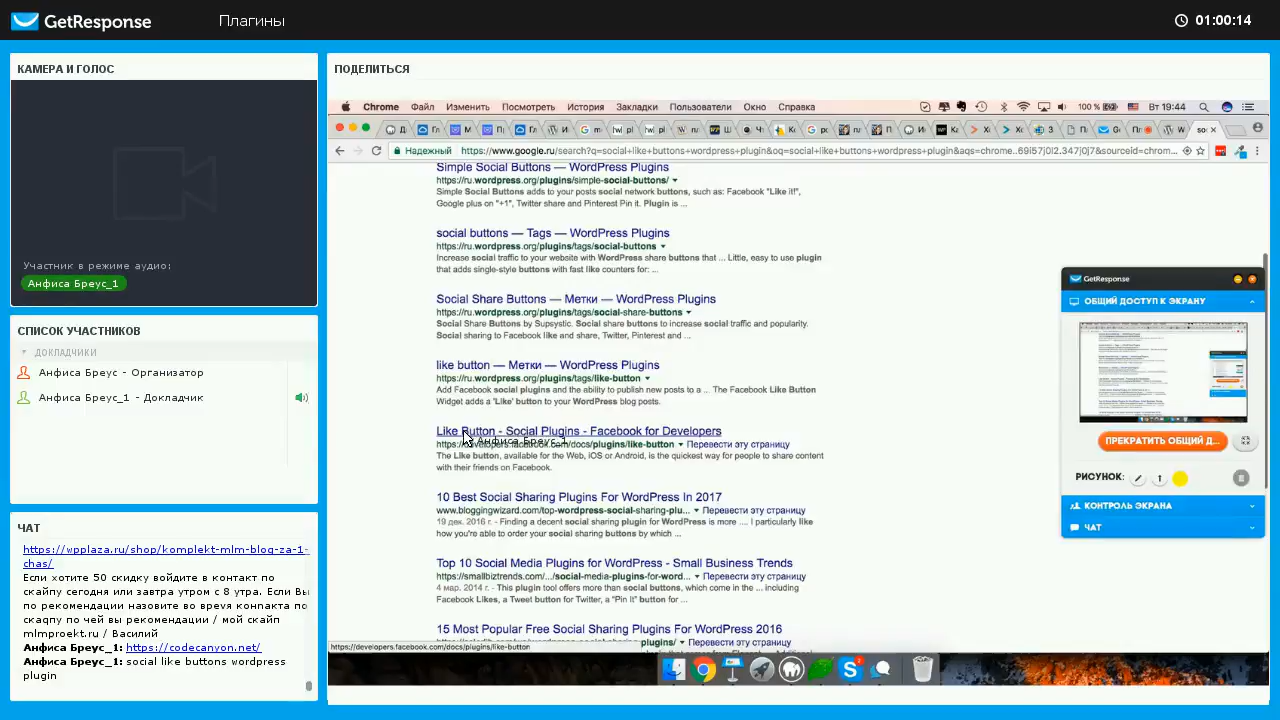 GetResponse
Плагины
01:00:14
КАМЕРА И ГОЛОС
Участник в режиме аудио:
Анфиса Бреус_1
СПИСОК УЧАСТНИКОВ
ДОКЛАДЧИКИ
Анфиса Бреус - Организатор
Анфиса Бреус_1 - Докладчик
ЧАТ
https://wpplaza.ru/shop/komplekt-mlm-blog-za-1-
chas/
Если хотите 50 скидку войдите в контакт по
скайпу сегодня или завтра утром с 8 утра. Если Вы
по рекомендации назовите во время конпакта по
скаqпу по чей вы рекомендации / мой скайп
mlmproekt.ru / Василий
Анфиса Бреус_1: https://codecanyon.net/
Анфиса Бреус_1: social like buttons wordpress
plugin
ПОДЕЛИТЬСЯ
Chrome Файл Изменить Посмотреть История Закладки Пользователи Окно Справка
100 % Вт 19:44
Надежный https://www.google.ru/search?q=social+like+buttons+wordpress+plugin&oq=social+like+buttons+wordpress+plugin&aqs=chrome..69i57j0l2.347j0j7&sourceid=chrom...
Simple Social Buttons — WordPress Plugins
https://ru.wordpress.org/plugins/simple-social-buttons/
Simple Social Buttons adds to your posts social network buttons, such as: Facebook "Like it!",
Google plus on "+1", Twitter share and Pinterest Pin it. Plugin is ...
social buttons — Tags — WordPress Plugins
https://ru.wordpress.org/plugins/tags/social-buttons
Increase social traffic to your website with WordPress share buttons that ... Little, easy to use plugin
that adds single-style buttons with fast like counters for: ...
Social Share Buttons — Метки — WordPress Plugins
https://ru.wordpress.org/plugins/tags/social-share-buttons
Social Share Buttons by Supsystic. Social share buttons to increase social traffic and popularity.
Social sharing to Facebook like and share, Twitter, Pinterest and ...
like button — Метки — WordPress Plugins
https://ru.wordpress.org/plugins/tags/like-button
Add Facebook social plugins and the ability to publish new posts to a ... The Facebook Like Button
Widget adds a 'Like' button to your WordPress blog posts.
Like Button - Social Plugins - Facebook for Developers
Анфиса Бреус_1
https://developers.facebook.com/docs/plugins/like-button Перевести эту страницу
The Like button, available for the Web, iOS or Android, is the quickest way for people to share content
with their friends on Facebook.
10 Best Social Sharing Plugins For WordPress In 2017
www.bloggingwizard.com/top-wordpress-social-sharing-plu... Перевести эту страницу
19 дек. 2016 г. - Finding a decent social sharing plugin for WordPress is more .... I particularly like
how you're able to order your social sharing buttons by which ...
Top 10 Social Media Plugins for WordPress - Small Business Trends
https://smallbiztrends.com/.../social-media-plugins-for-word... Перевести эту страницу
4 мар. 2014 г. - This plugin tool offers more than social buttons, which come in the ... including
Facebook Likes, a Tweet button for Twitter, a "Pin It" button for ...
15 Most Popular Free Social Sharing Plugins For WordPress 2016
plugins/ Перевести эту страницу
https://developers.facebook.com/docs/plugins/like-button
GetResponse
ОБЩИЙ ДОСТУП К ЭКРАНУ
ПРЕКРАТИТЬ ОБЩИЙ Д...
РИСУНОК:
КОНТРОЛЬ ЭКРАНА
ЧАТ